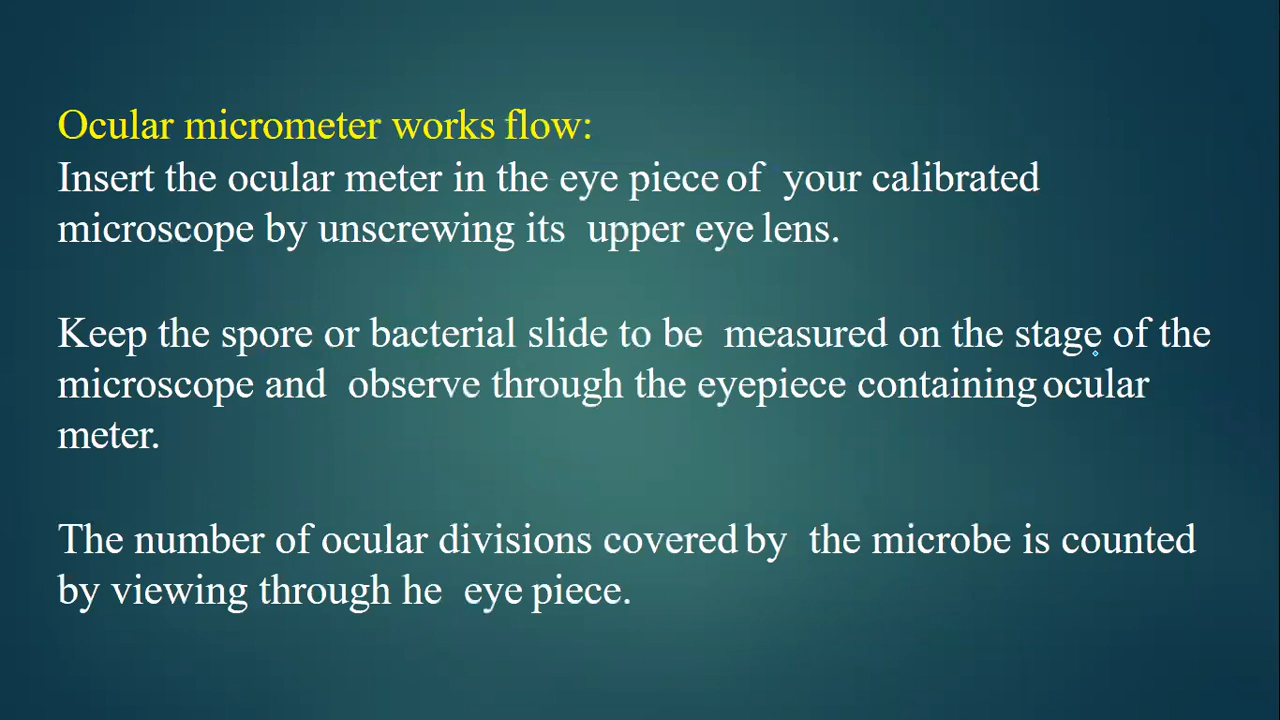 Ocular micrometer works flow:
Insert the ocular meter in the eye piece of your calibrated
microscope by unscrewing its upper eye lens.
Keep the spore or bacterial slide to be measured on the stage of the
microscope and observe through the eyepiece containing ocular
meter.
The number of ocular divisions covered by the microbe is counted
by viewing through he eye piece.